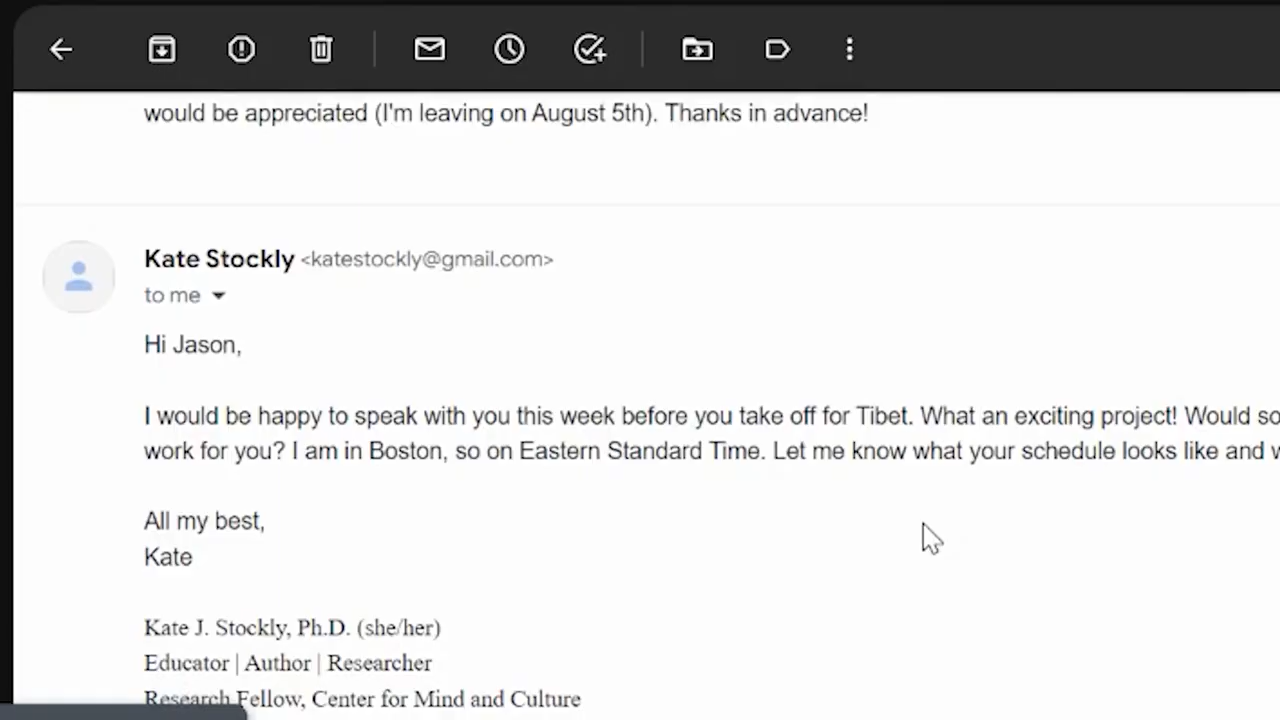 would be appreciated (I'm leaving on August 5th). Thanks in advance!
Kate Stockly <katestockly@gmail.com>
to me
Hi Jason,
I would be happy to speak with you this week before you take off for Tibet. What an exciting project! Would
work for you? I am in Boston, so on Eastern Standard Time. Let me know what your schedule looks like and
All my best,
Kate
Kate J. Stockly, Ph.D. (she/her)
Educator | Author | Researcher
Research Fellow, Center for Mind and Culture